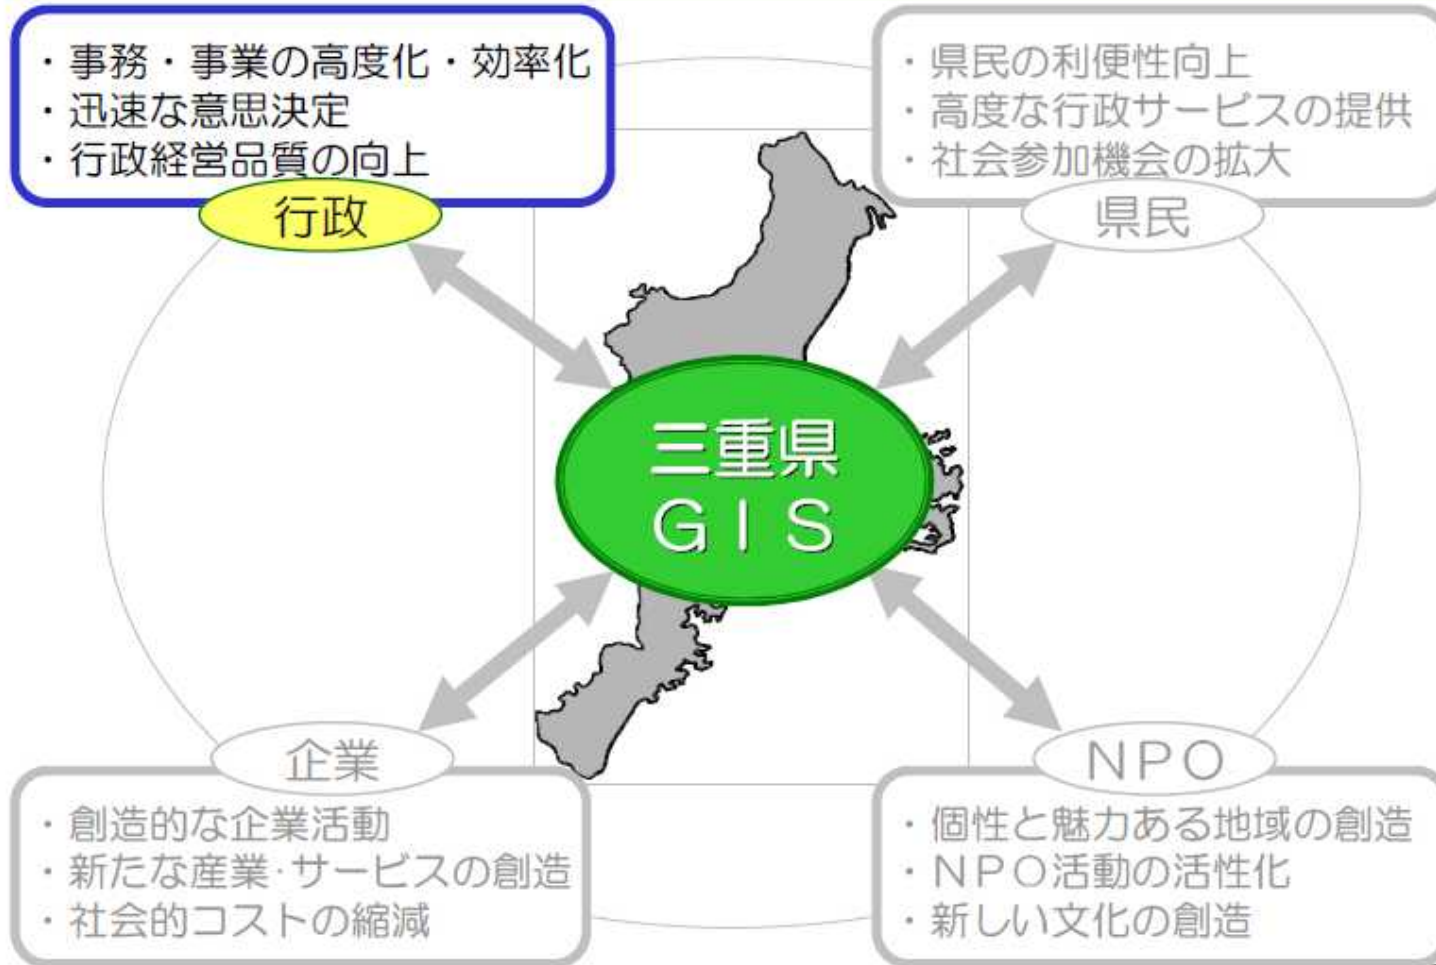 ・事務・事業の高度化・効率化
・迅速な意思決定
・行政経営品質の向上
行政
・県民の利便性向上
・高度な行政サービスの提供
・社会参加機会の拡大
県民
三重県
ＧＩＳ
企業
・創造的な企業活動
・新たな産業･サービスの創造
・社会的コストの縮減
ＮＰＯ
・個性と魅力ある地域の創造
・ＮＰＯ活動の活性化
・新しい文化の創造